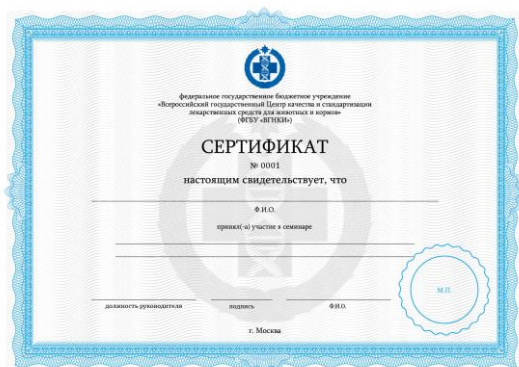 федеральное государственное бюджетное учреждение
«Всероссийский государственный Центр качества и стандартизации
лекарственных средств для животных и кормов»
(ФГБУ «ВГНКИ»)
СЕРТИФИКАТ
№ 0001
настоящим свидетельствует, что
Ф.И.О.
принял(-а) участие в семинаре
М.П.
должность руководителя подпись Ф.И.О.
г. Москва